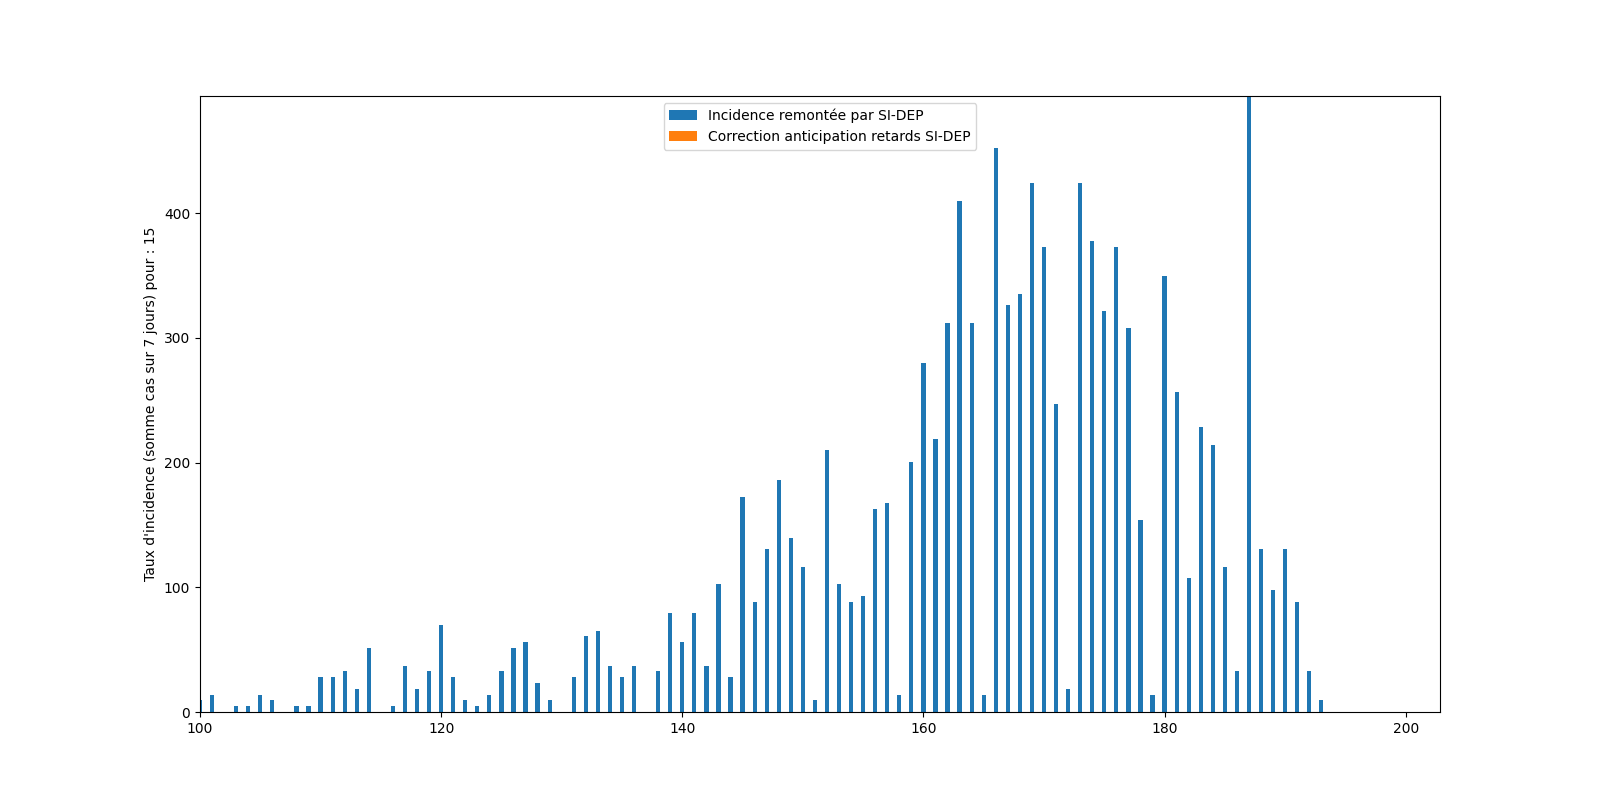 Incidence remontée par SI-DEP
Correction anticipation retards SI-DEP
Taux d'incidence (somme cas sur 7 jours) pour : 15
400
300
200
100
0
100 120 140 160 180 200